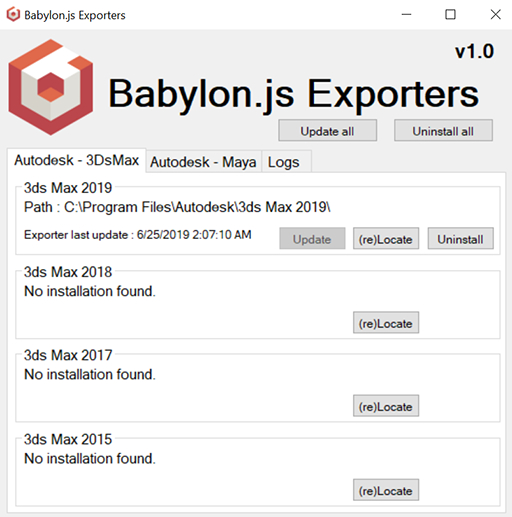 Babylon.js Exporters
v1.0
Babylon.js Exporters
Update all Uninstall all
Autodesk - 3DsMax Autodesk - Maya Logs
3ds Max 2019
Path : C:\Program Files\Autodesk\3ds Max 2019\
Exporter last update : 6/25/2019 2:07:10 AM Update (re)Locate Uninstall
3ds Max 2018
No installation found.
(re)Locate
3ds Max 2017
No installation found.
(re)Locate
3ds Max 2015
No installation found.
(re)Locate